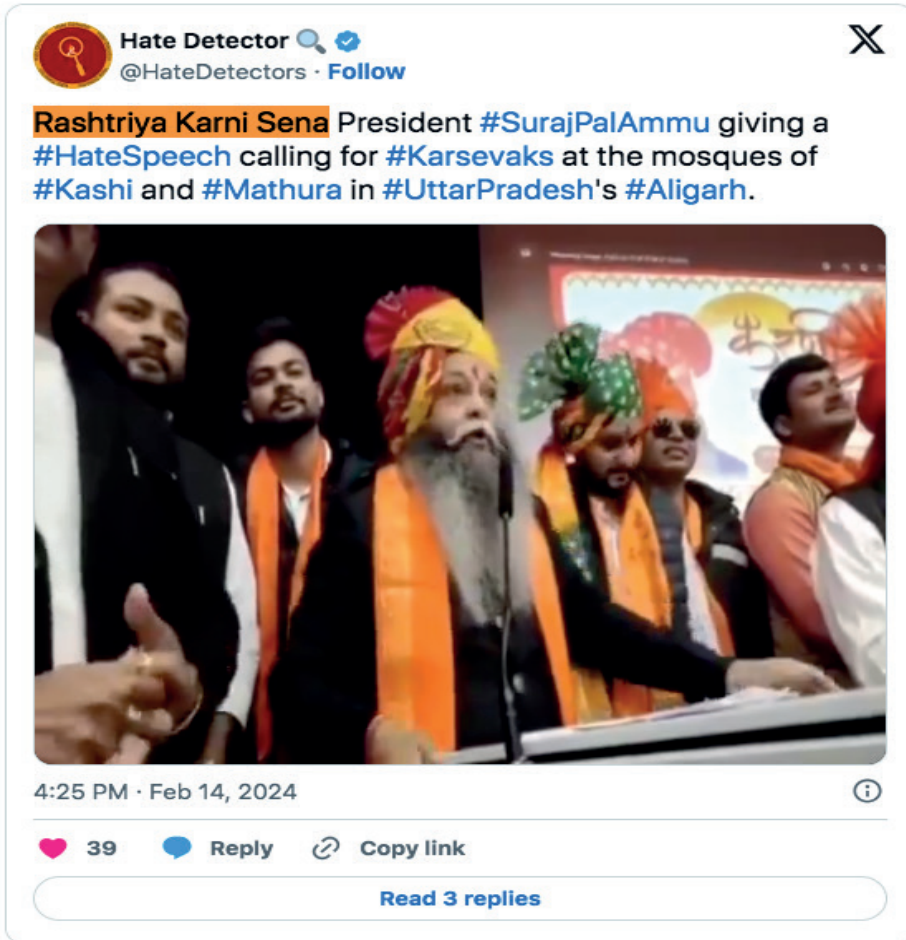 Hate Detector
@HateDetectors · Follow
Rashtriya Karni Sena President #SurajPalAmmu giving a
#HateSpeech calling for #Karsevaks at the mosques of
#Kashi and #Mathura in #UttarPradesh's #Aligarh.
4:25 PM · Feb 14, 2024
39 Reply Copy link
Read 3 replies